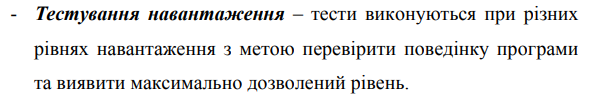 - Тестування навантаження – тести виконуються при різних
рівнях навантаження з метою перевірити поведінку програми
та виявити максимально дозволений рівень.